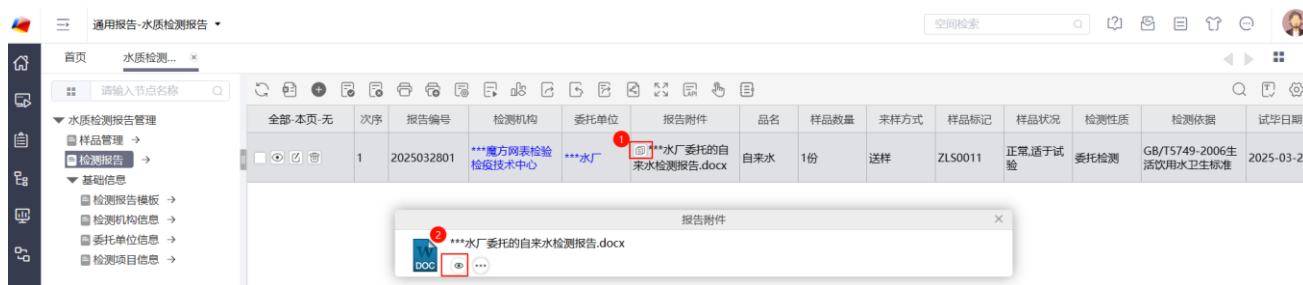 通用报告-水质检测报告
空间检索
首页
水质检测...
请输入节点名称
水质检测报告管理
样品管理
检测报告
基础信息
检测报告模板
检测机构信息
委托单位信息
检测项目信息
全部-本页-无 次序 报告编号 检测机构 委托单位 报告附件 品名 样品数量 来样方式 样品标记 样品状况 检测性质 检测依据 试毕日期
1
1 2025032801 ***魔方网表检验 ***水厂 ***水厂委托的自 自来水 1份 送样 ZLS0011 正常,适于试 委托检测 GB/T5749-2006生 2025-03-2
检疫技术中心 来水检测报告.docx 验 活饮用水卫生标准
报告附件
2
***水厂委托的自来水检测报告.docx
DOC